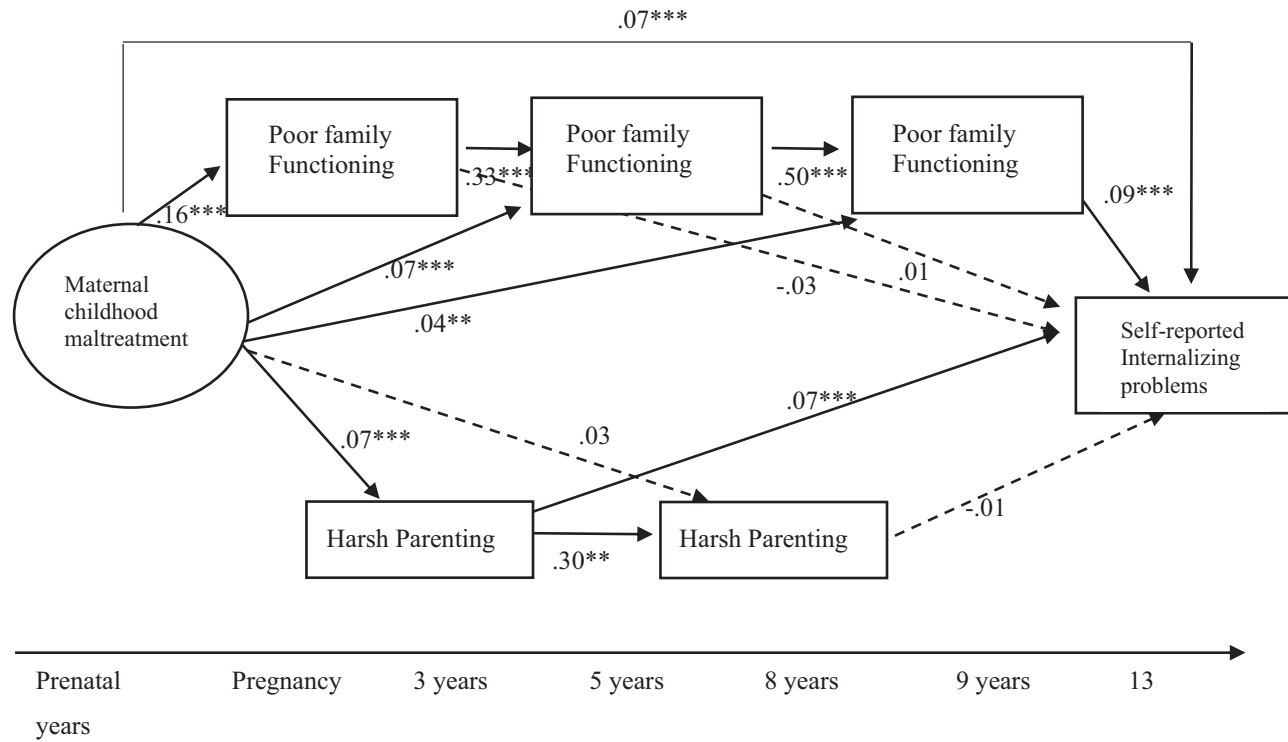 .07***
Poor family
Functioning
Poor family
Functioning
Poor family
Functioning
.33***
.50***
.09***
.16***
Maternal
childhood
maltreatment
.07***
.04**
-.03
.01
Self-reported
Internalizing
problems
.07***
.03
.07***
-.01
Harsh Parenting
.30**
Harsh Parenting
Prenatal Pregnancy 3 years 5 years 8 years 9 years 13
years